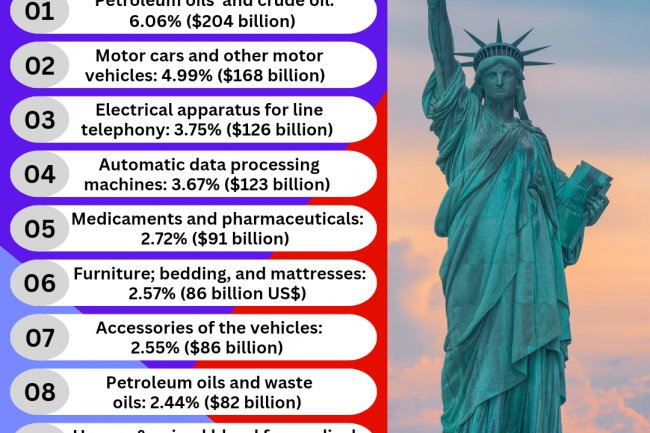 01
Petroleum oils and crude oil:
6.06% ($204 billion)
02
Motor cars and other motor
vehicles: 4.99% ($168 billion)
03
Electrical apparatus for line
telephony: 3.75% ($126 billion)
04
Automatic data processing
machines: 3.67% ($123 billion)
05
Medicaments and pharmaceuticals:
2.72% ($91 billion)
06
Furniture; bedding, and mattresses:
2.57% (86 billion US$)
07
Accessories of the vehicles:
2.55% ($86 billion)
08
Petroleum oils and waste
oils: 2.44% ($82 billion)